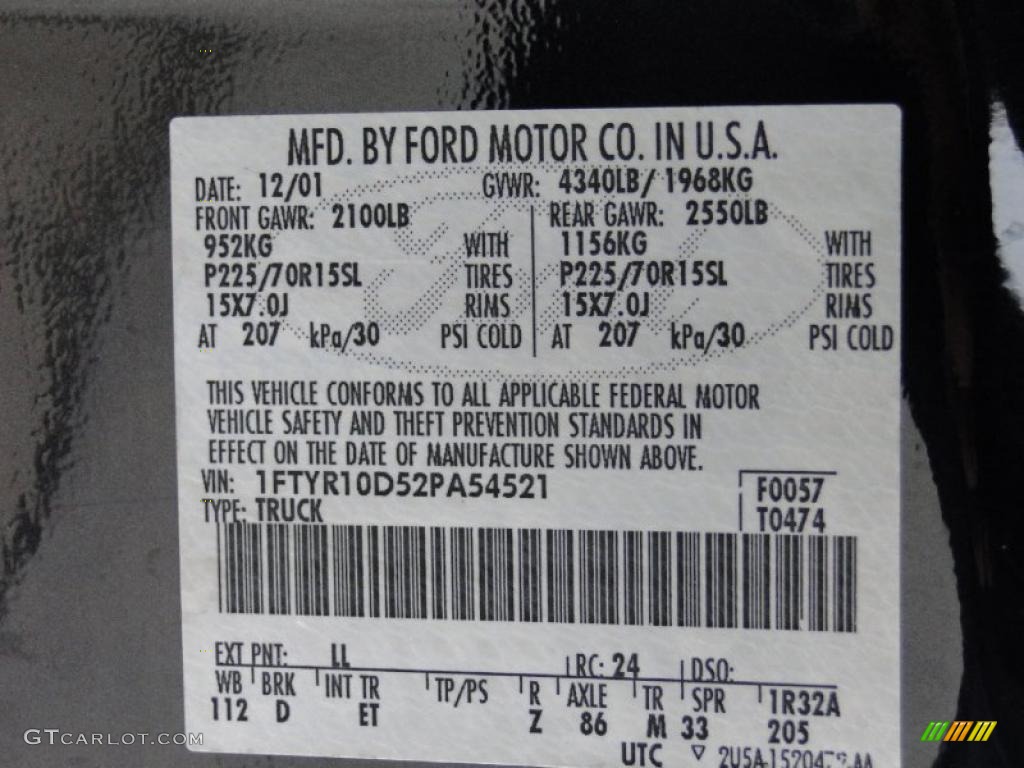 MFD. BY FORD MOTOR CO. IN U.S.A.
DATE: 12/01 GVWR: 4340LB/ 1968KG
FRONT GAWR: 2100LB REAR GAWR: 2550LB
952KG WITH 1156KG WITH
P225/70R15SL TIRES P225/70R15SL TIRES
15X7.0J RIMS 15X7.0J RIMS
AT 207 kPa/30 PSI COLD AT 207 kPa/30 PSI COLD
THIS VEHICLE CONFORMS TO ALL APPLICABLE FEDERAL MOTOR
VEHICLE SAFETY AND THEFT PREVENTION STANDARDS IN
EFFECT ON THE DATE OF MANUFACTURE SHOWN ABOVE.
VIN: 1FTYR10D52PA54521 F0057
TYPE: TRUCK T0474
EXT PNT: LL RC: 24 DSO:
WB BRK INT TR TP/PS R AXLE TR SPR 1R32A
112 D ET Z 86 M 33 205
UTC
GTCarLot.com